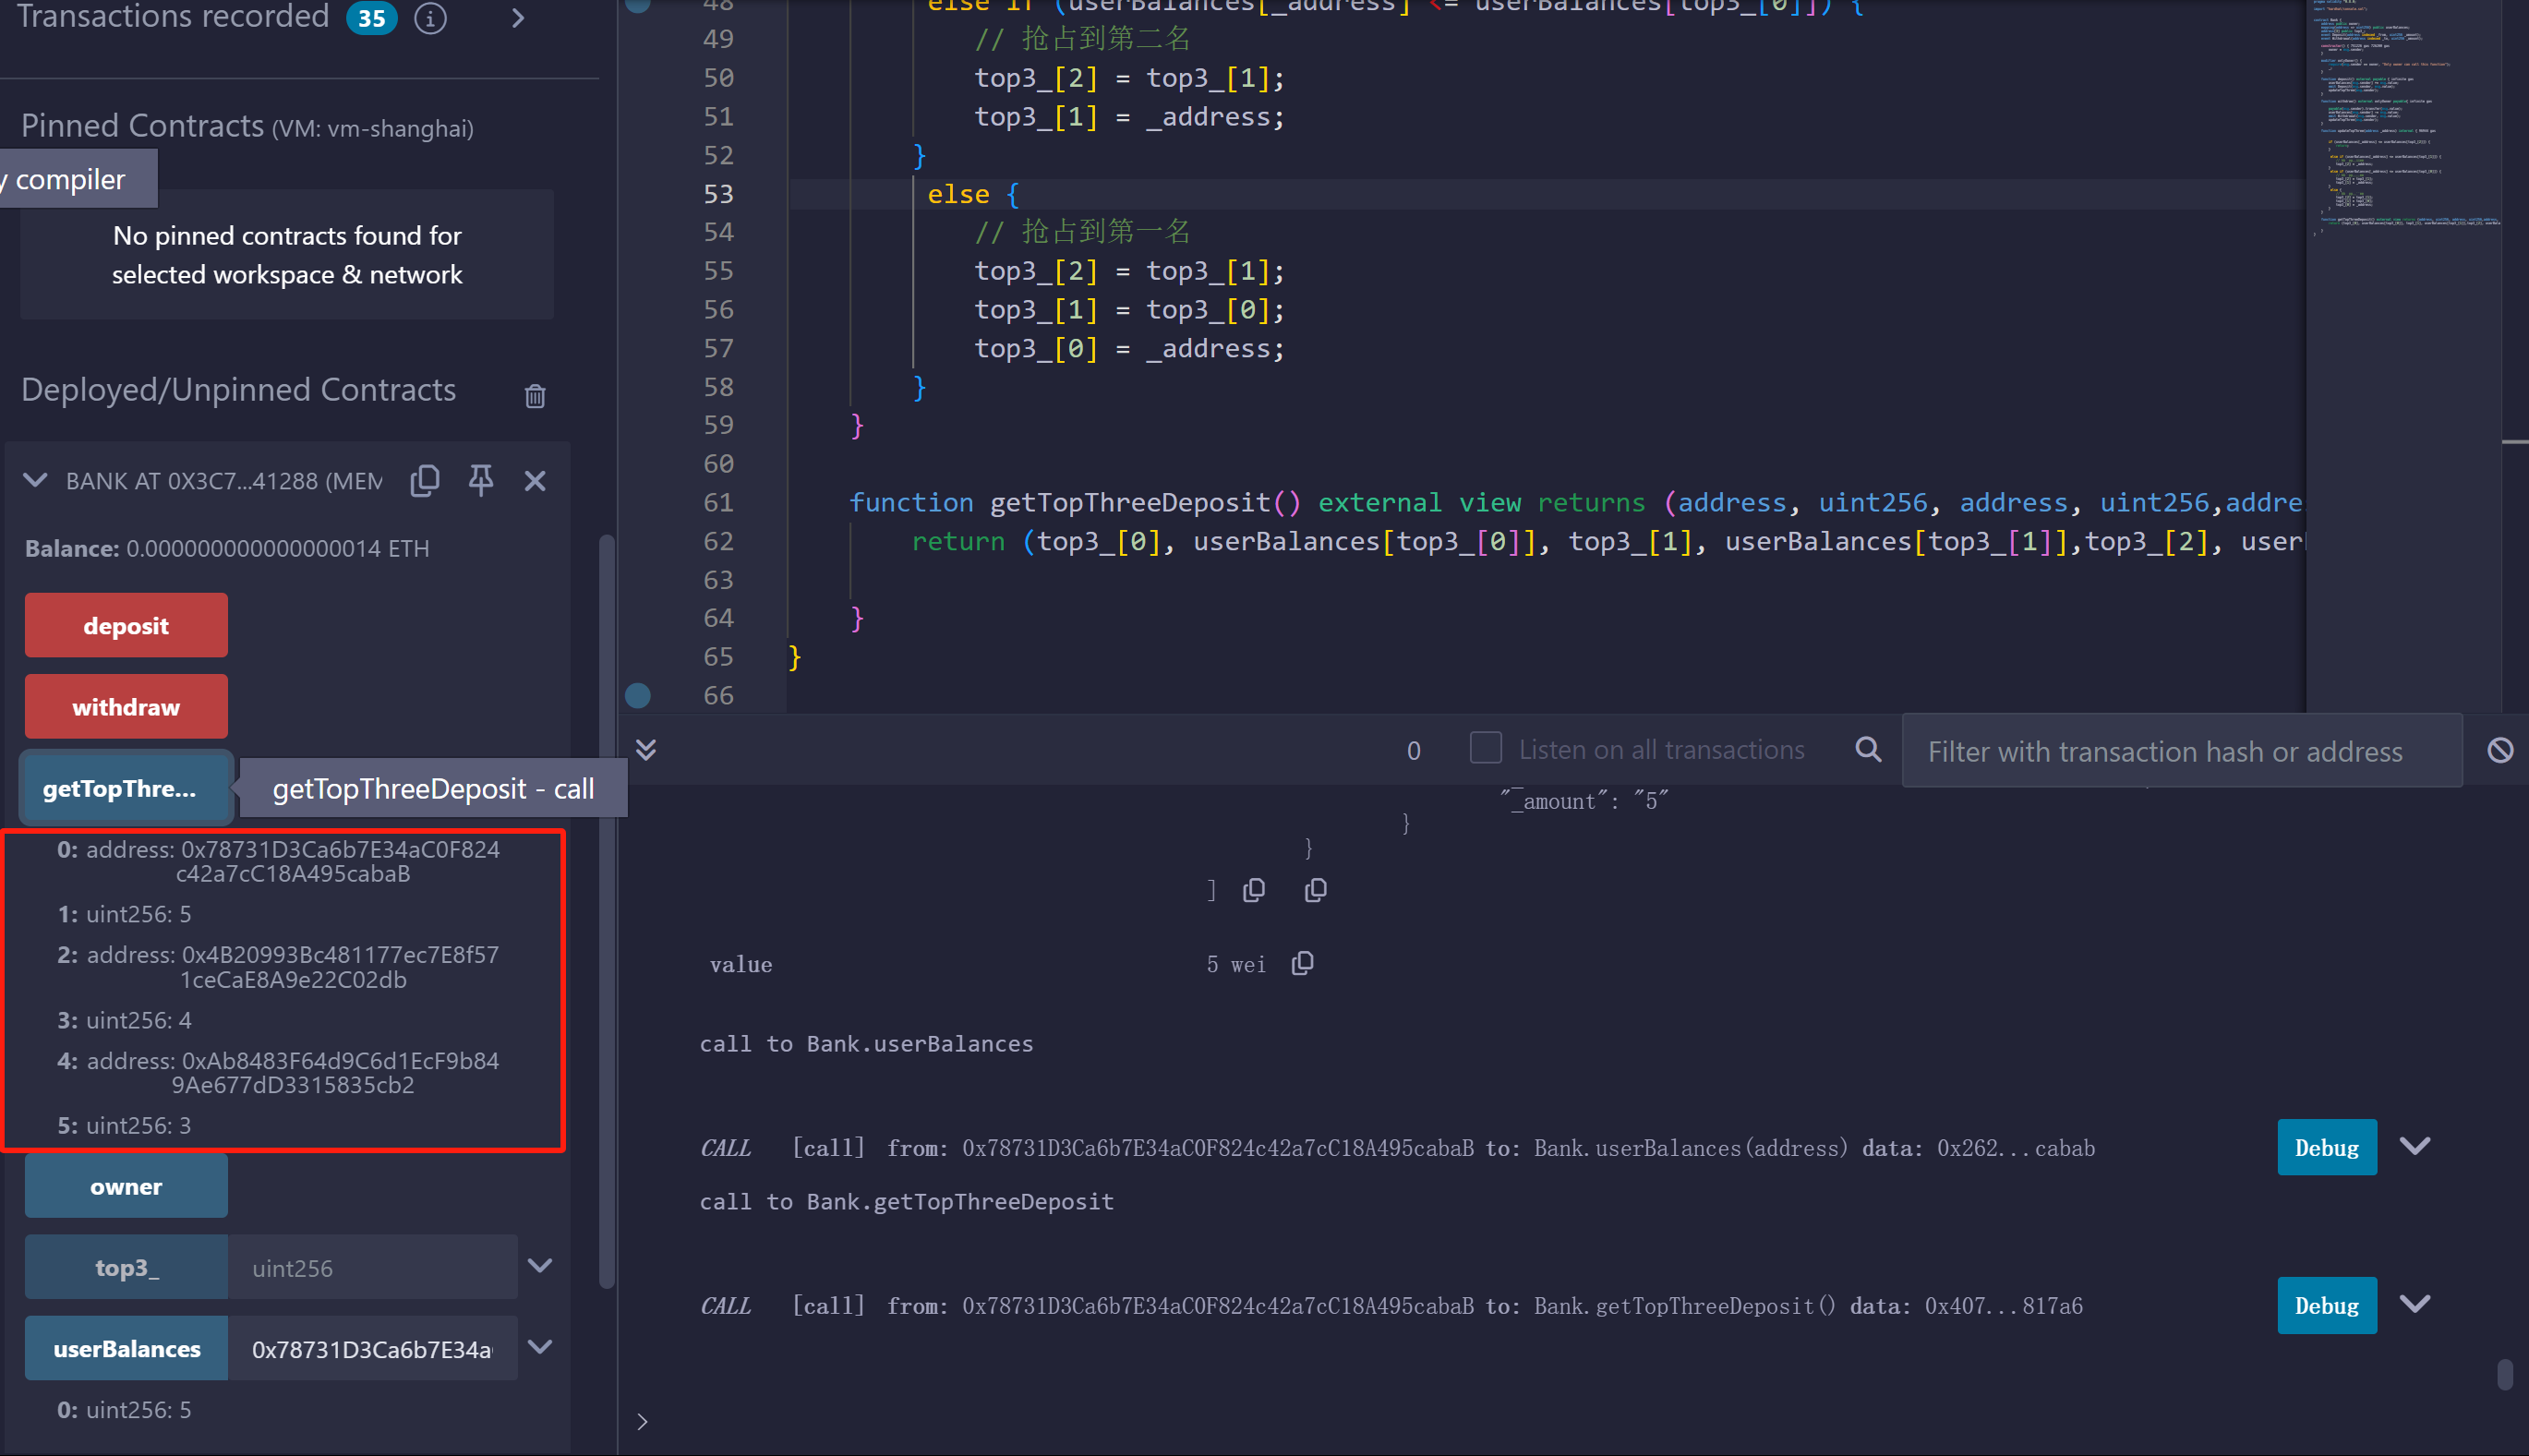 Transactions recorded 35
Pinned Contracts (VM: vm-shanghai)
y compiler
No pinned contracts found for
selected workspace & network
Deployed/Unpinned Contracts
BANK AT 0X3C7...41288 (MEM
Balance: 0.000000000000000014 ETH
deposit
withdraw
getTopThre...
getTopThreeDeposit - call
0: address: 0x78731D3Ca6b7E34aC0F824
c42a7cC18A495cabaB
1: uint256: 5
2: address: 0x4B20993Bc481177ec7E8f57
1ceCaE8A9e22C02db
3: uint256: 4
4: address: 0xAb8483F64d9C6d1EcF9b84
9Ae677dD3315835cb2
5: uint256: 3
owner
top3_ uint256
userBalances 0x78731D3Ca6b7E34a
0: uint256: 5
48 else if (userBalances[_address] <= userBalances[top3_[0]]) {
49 // 抢占到第二名
50 top3_[2] = top3_[1];
51 top3_[1] = _address;
52 }
53 else {
54 // 抢占到第一名
55 top3_[2] = top3_[1];
56 top3_[1] = top3_[0];
57 top3_[0] = _address;
58 }
59 }
60
61 function getTopThreeDeposit() external view returns (address, uint256, address, uint256,addre
62 return (top3_[0], userBalances[top3_[0]], top3_[1], userBalances[top3_[1]],top3_[2], user
63
64 }
65 }
66
0 Listen on all transactions Filter with transaction hash or address
"_amount": "5"
}
}
]
value 5 wei
call to Bank.userBalances
CALL [call] from: 0x78731D3Ca6b7E34aC0F824c42a7cC18A495cabaB to: Bank.userBalances(address) data: 0x262...cabab Debug
call to Bank.getTopThreeDeposit
CALL [call] from: 0x78731D3Ca6b7E34aC0F824c42a7cC18A495cabaB to: Bank.getTopThreeDeposit() data: 0x407...817a6 Debug
>